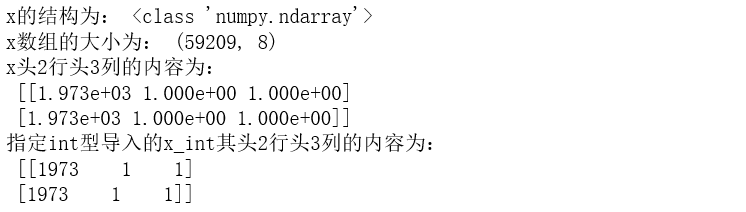 x的结构为： <class 'numpy.ndarray'>
x数组的大小为： (59209, 8)
x头2行头3列的内容为：
 [[1.973e+03 1.000e+00 1.000e+00]
 [1.973e+03 1.000e+00 1.000e+00]]
指定int型导入的x_int其头2行头3列的内容为：
 [[1973    1    1]
 [1973    1    1]]